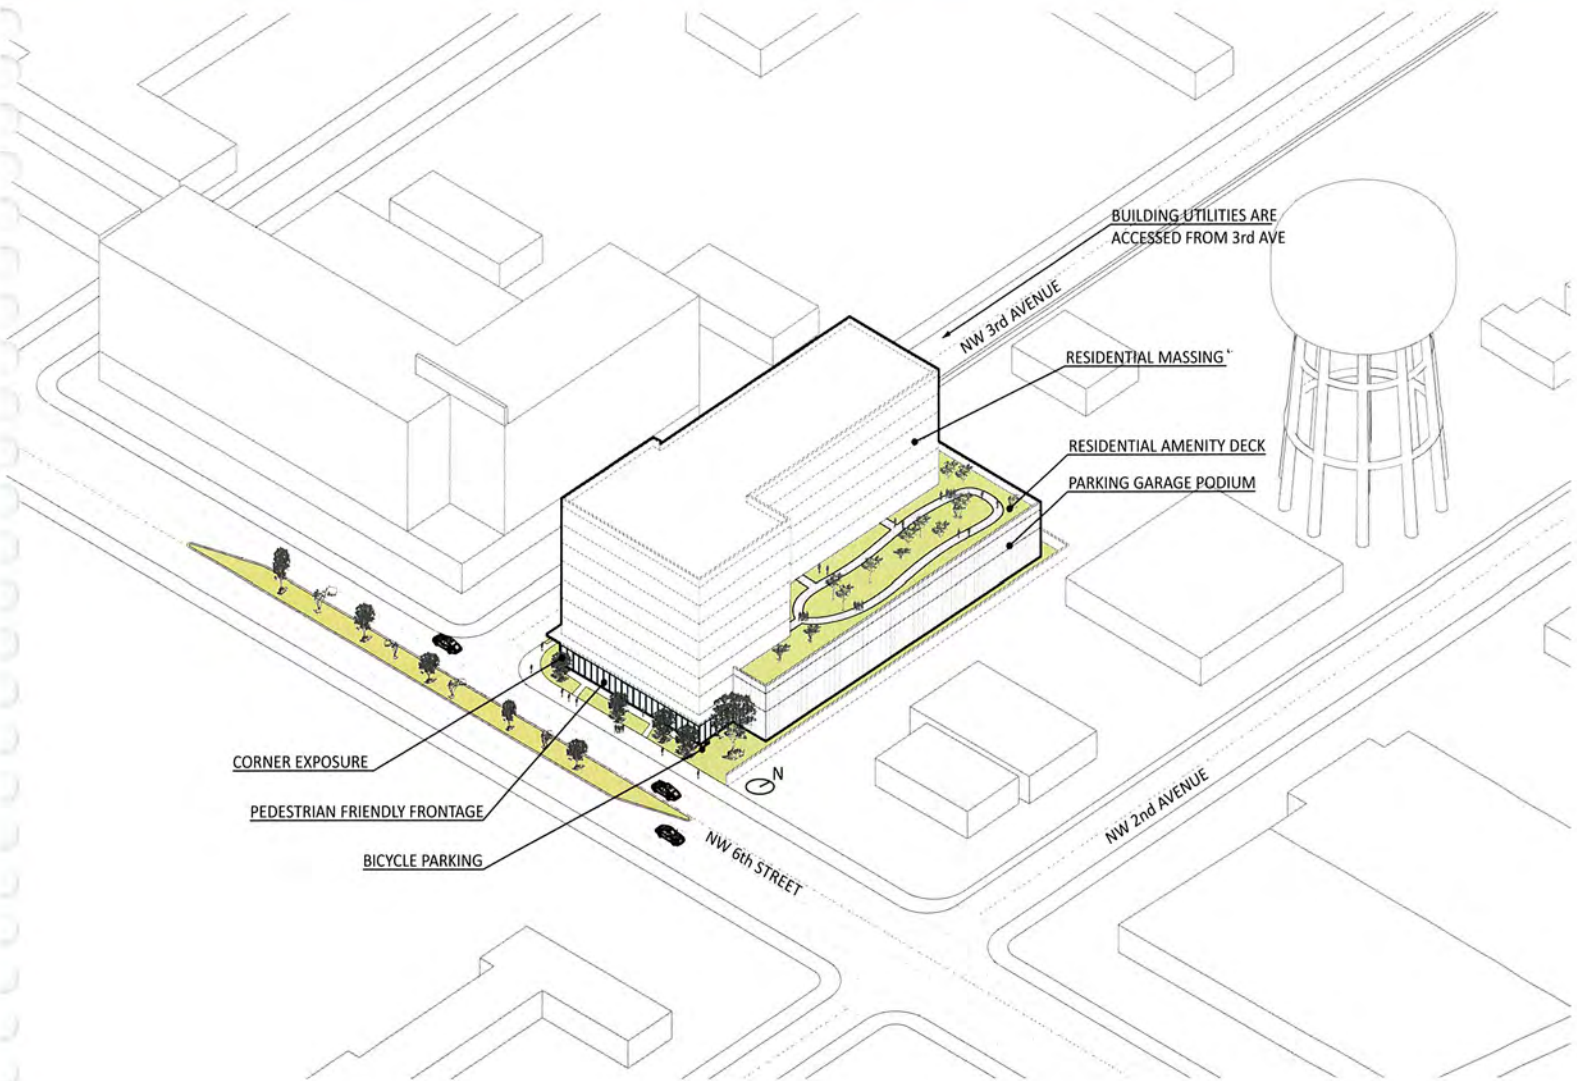 BUILDING UTILITIES ARE
ACCESSED FROM 3rd AVE
NW 3rd AVENUE
RESIDENTIAL MASSING
RESIDENTIAL AMENITY DECK
PARKING GARAGE PODIUM
CORNER EXPOSURE
PEDESTRIAN FRIENDLY FRONTAGE
BICYCLE PARKING
N
NW 6th STREET
NW 2nd AVENUE